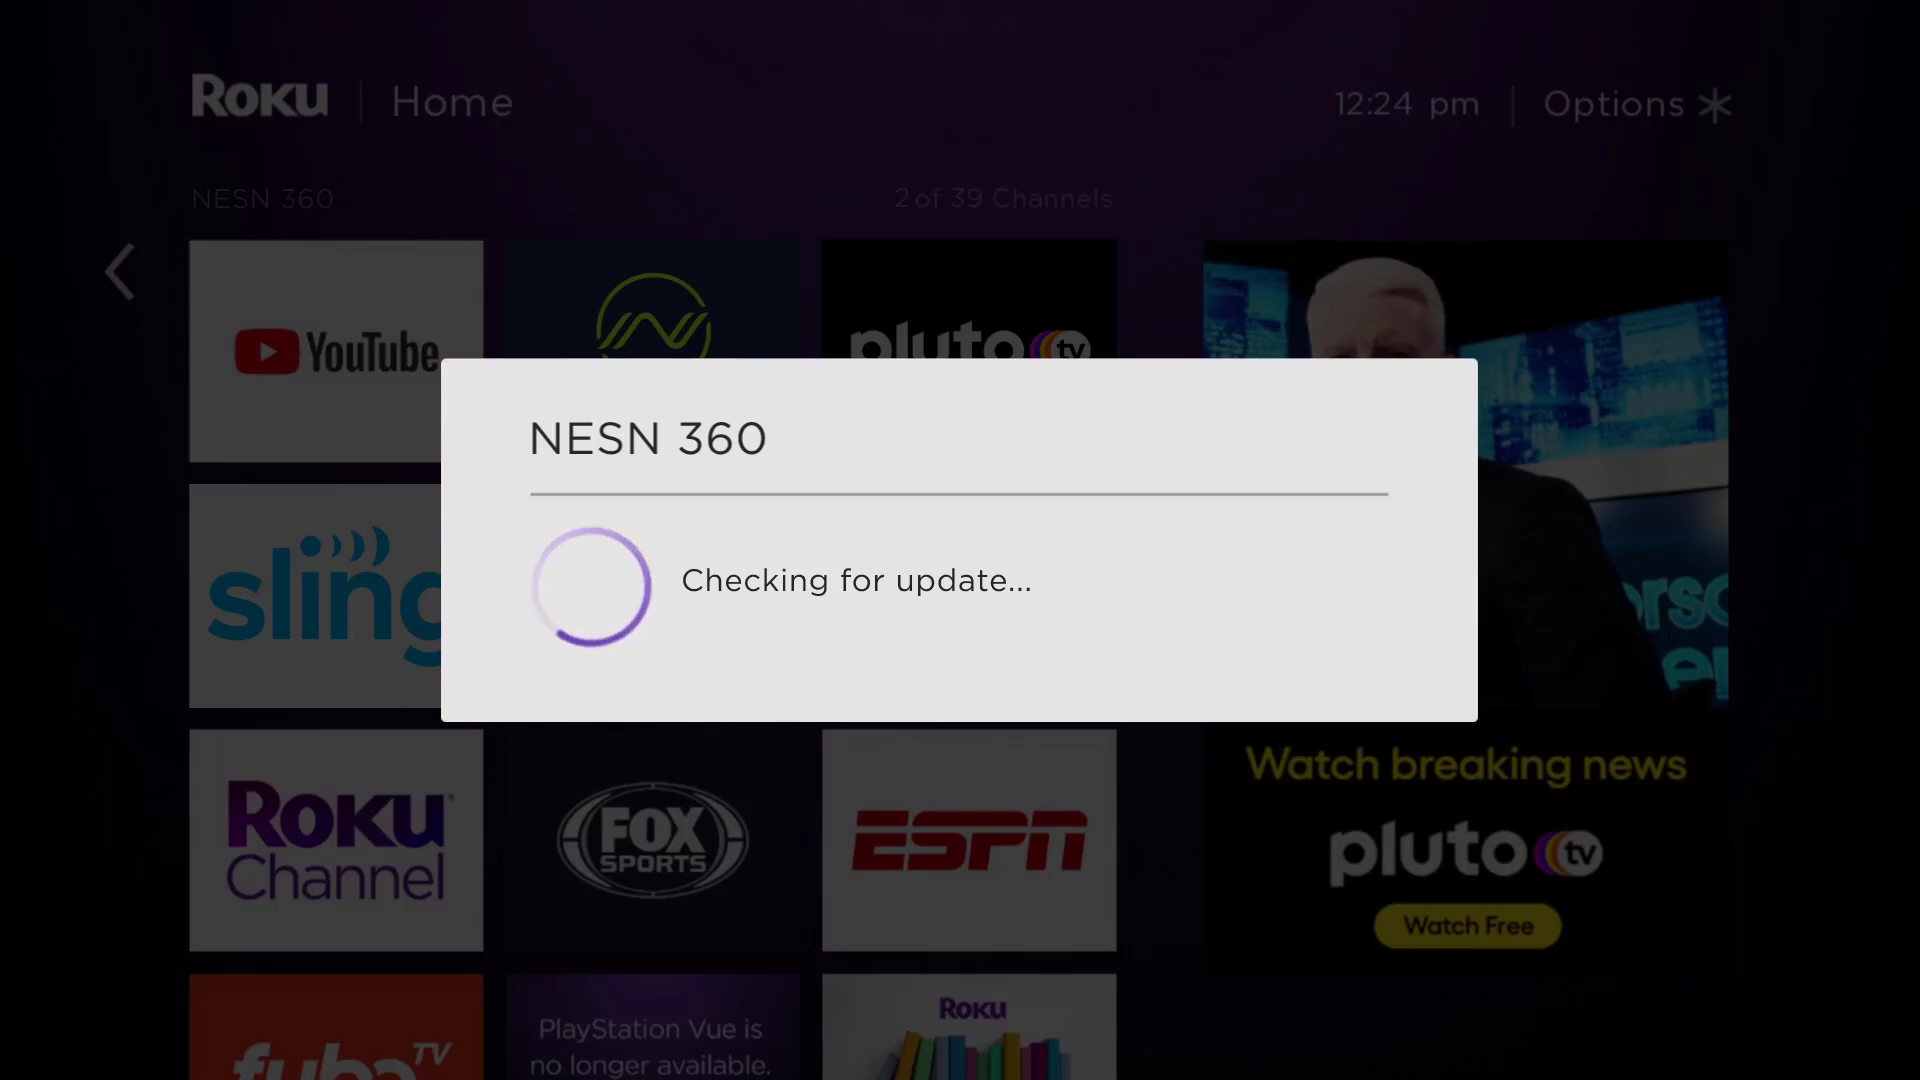 Roku | Home
12:24 pm | Options
NESN 360
2 of 39 Channels
YouTube
pluto tv
NESN 360
Checking for update...
sling
Roku
Channel
FOX
SPORTS
ESPN
Watch breaking news
pluto tv
Watch Free
fubo TV
PlayStation Vue is
no longer available.
Roku